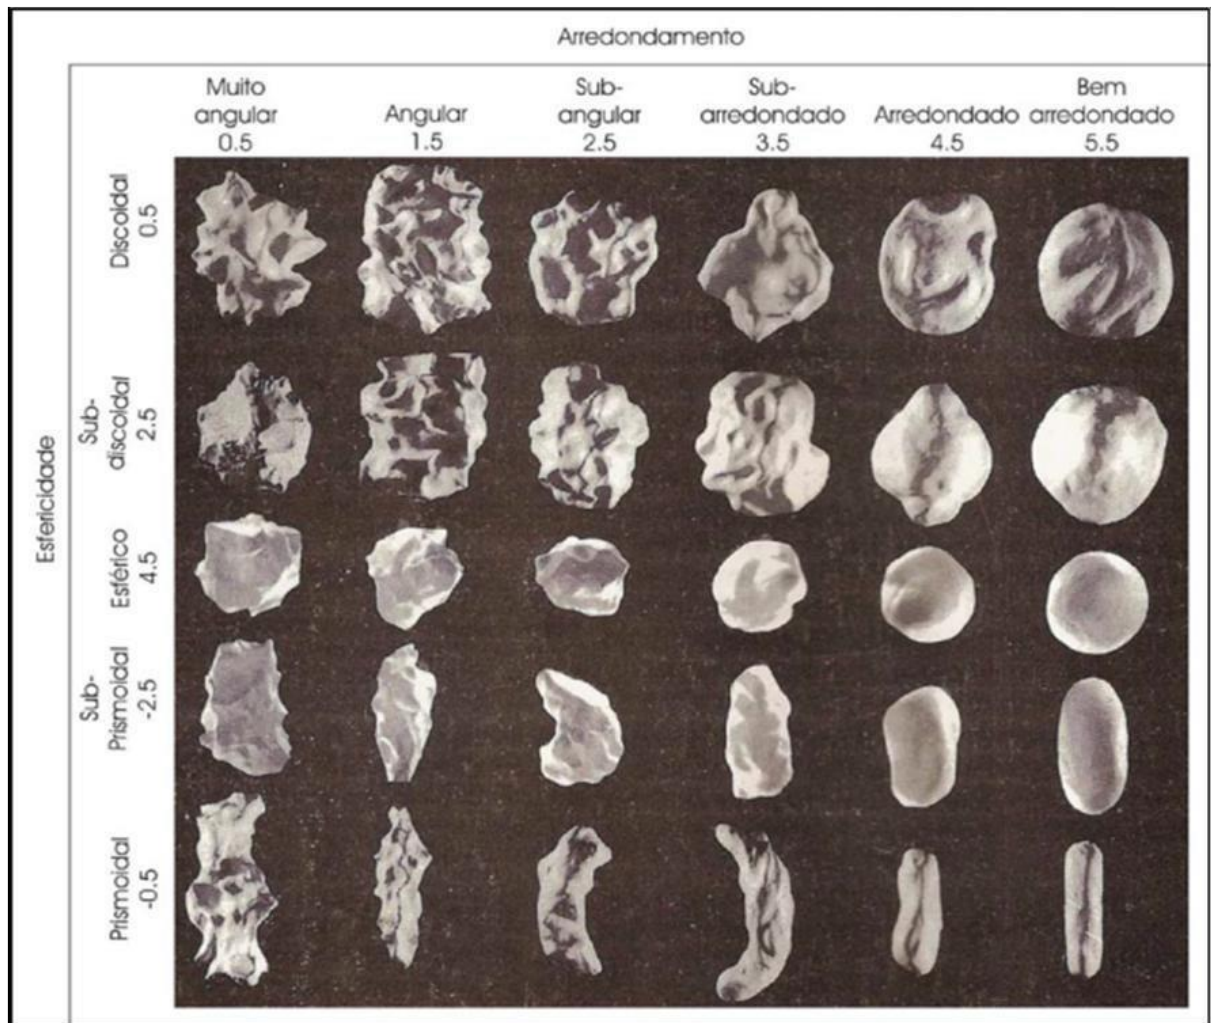 Arredondamento
Muito
angular
0.5
Angular
1.5
Sub-
angular
2.5
Sub-
arredondado
3.5
Arredondado
4.5
Bem
arredondado
5.5
Esfericidade
Discoidal
0.5
Sub-
discoidal
2.5
Esférico
4.5
Sub-
Prismoidal
-2.5
Prismoidal
-0.5